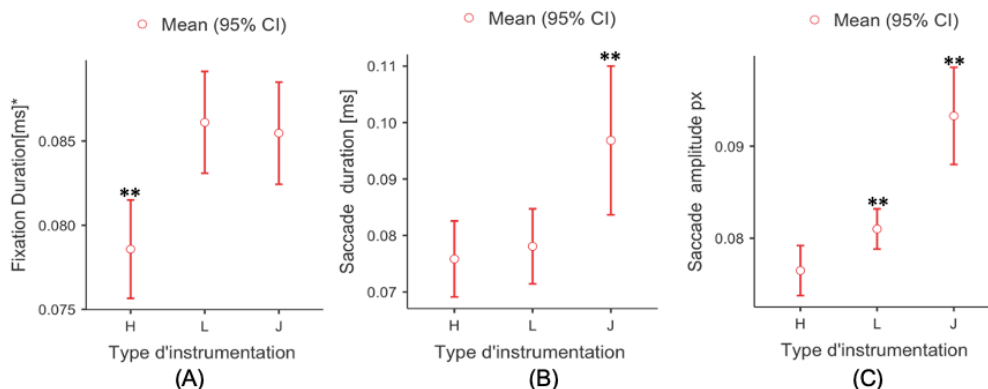 Mean (95% CI)
Fixation Duration[ms]*
0.085
0.080
0.075
**
H L J
Type d'instrumentation
(A)
Mean (95% CI)
Saccade duration [ms]
0.11
0.10
0.09
0.08
0.07
**
H L J
Type d'instrumentation
(B)
Mean (95% CI)
Saccade amplitude px
0.09
0.08
**
**
H L J
Type d'instrumentation
(C)